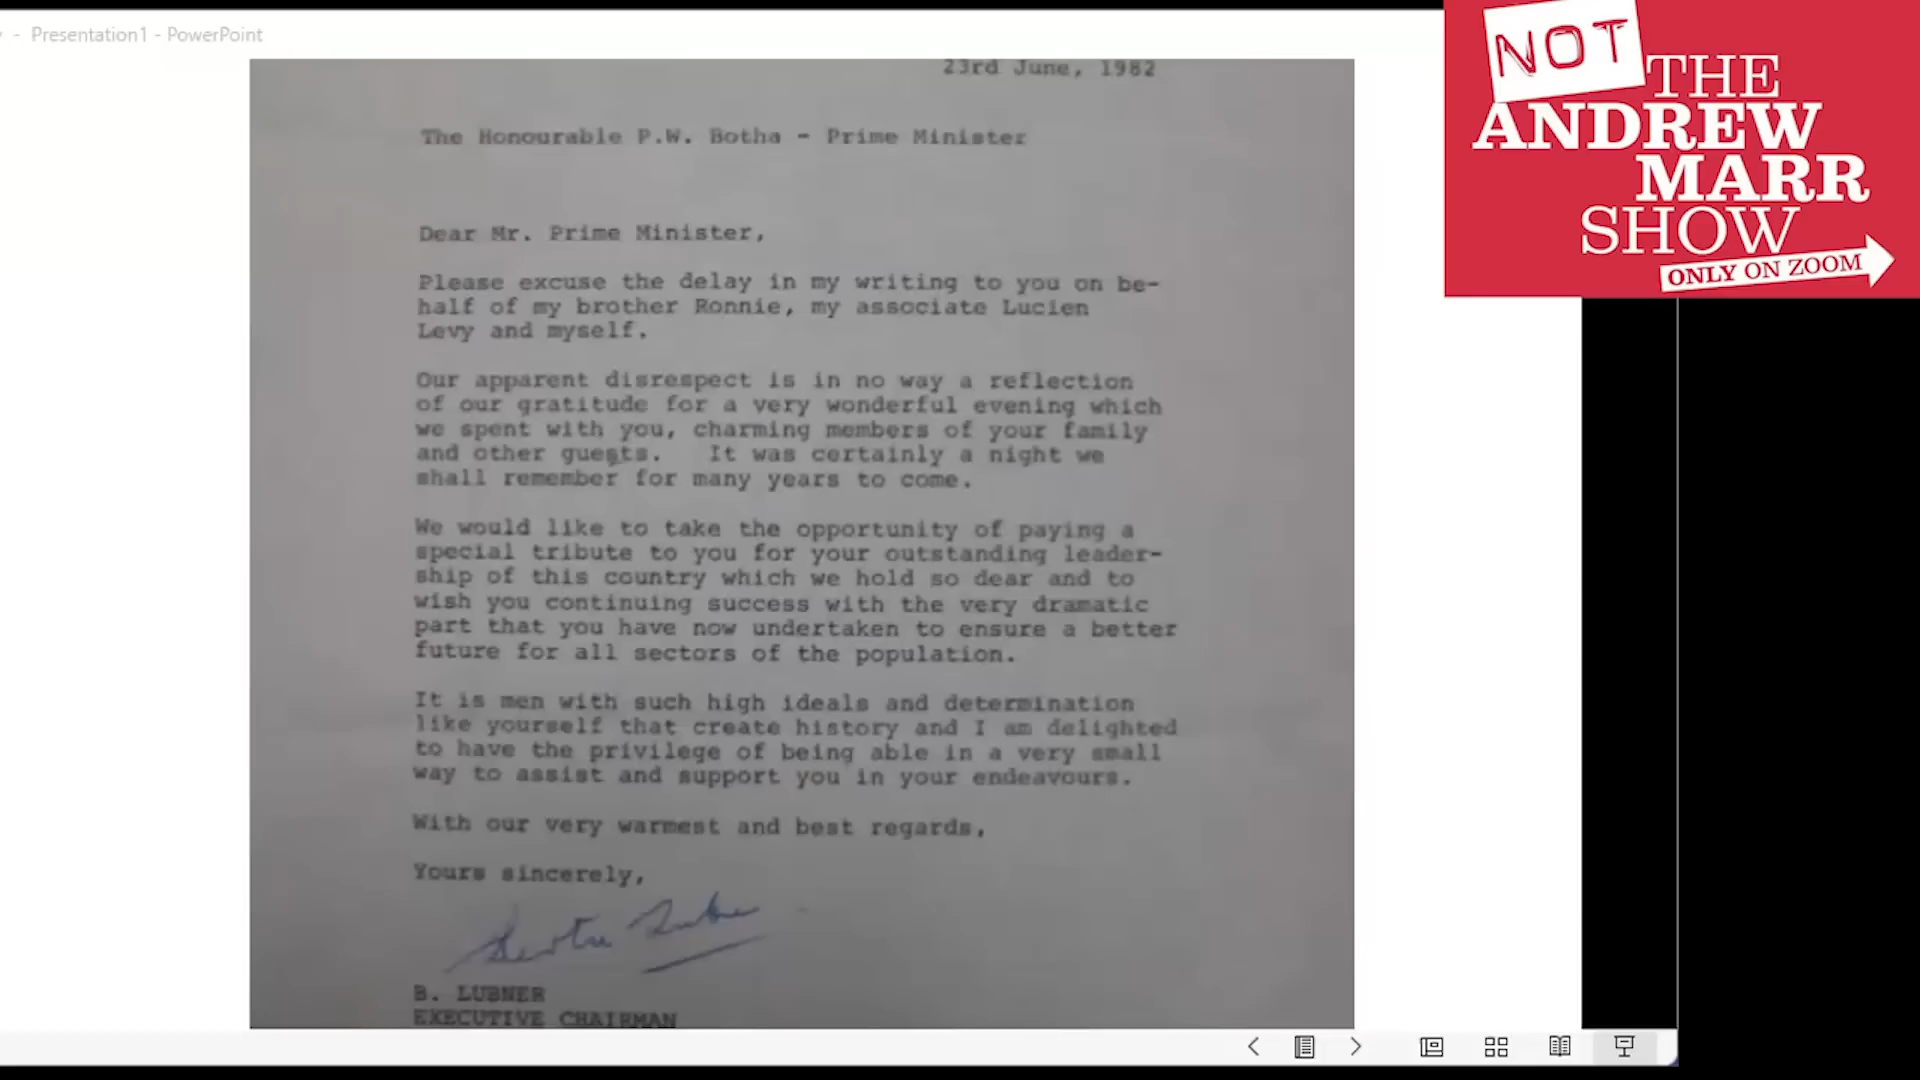 - Presentation1 - PowerPoint
23rd June, 1982
The Honourable P.W. Botha - Prime Minister
Dear Mr. Prime Minister,
Please excuse the delay in my writing to you on be-
half of my brother Ronnie, my associate Lucien
Levy and myself.
Our apparent disrespect is in no way a reflection
of our gratitude for a very wonderful evening which
we spent with you, charming members of your family
and other guests. It was certainly a night we
shall remember for many years to come.
We would like to take the opportunity of paying a
special tribute to you for your outstanding leader-
ship of this country which we hold so dear and to
wish you continuing success with the very dramatic
part that you have now undertaken to ensure a better
future for all sectors of the population.
It is men with such high ideals and determination
like yourself that create history and I am delighted
to have the privilege of being able in a very small
way to assist and support you in your endeavours.
With our very warmest and best regards,
Yours sincerely,
B. LUBNER
EXECUTIVE CHAIRMAN
NOT
THE
ANDREW
MARR
SHOW
ONLY ON ZOOM